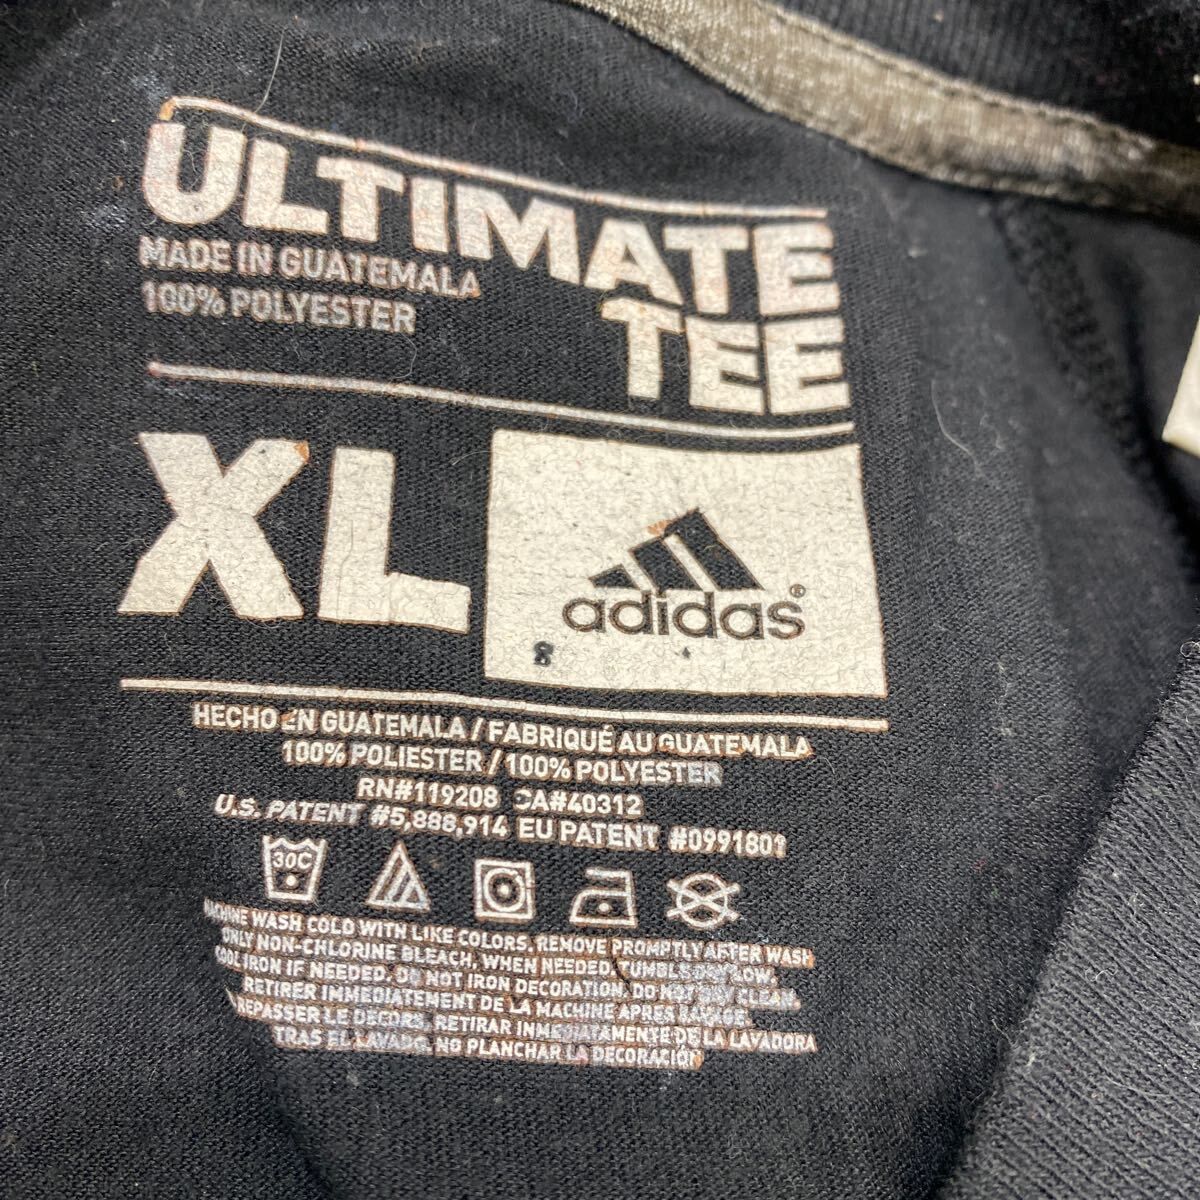 ULTIMATE
TEE
MADE IN GUATEMALA
100% POLYESTER
XL
adidas®
8
HECHO EN GUATEMALA / FABRIQUÉ AU GUATEMALA
100% POLIESTER / 100% POLYESTER
RN#119208 CA#40312
U.S. PATENT #5,888,914 EU PATENT #0991801
30C
MACHINE WASH COLD WITH LIKE COLORS. REMOVE PROMPTLY AFTER WASH
ONLY NON-CHLORINE BLEACH, WHEN NEEDED. TUMBLE DRY LOW.
COOL IRON IF NEEDED. DO NOT IRON DECORATION. DO NOT DRY CLEAN.
RETIRER IMMEDIATEMENT DE LA MACHINE APRES LAVAGE.
REPASSER LE DECORS. RETIRAR INMEDIATAMENTE DE LA LAVADORA
TRAS EL LAVADO. NO PLANCHAR LA DECORACIÓN